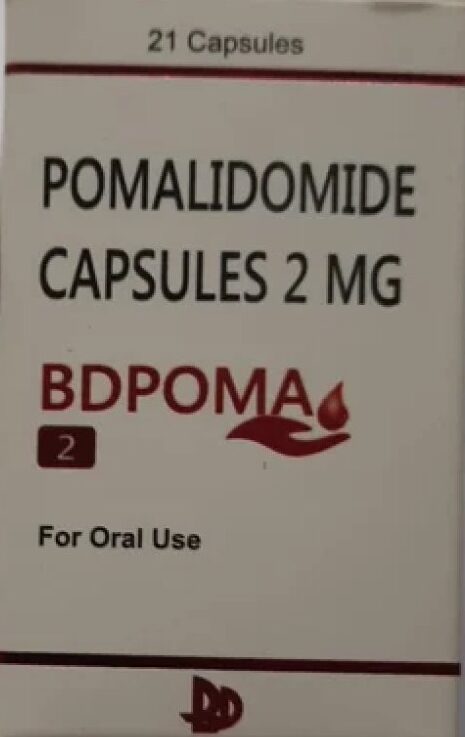 21 Capsules
POMALIDOMIDE
CAPSULES 2 MG
BDPOMA
2
For Oral Use